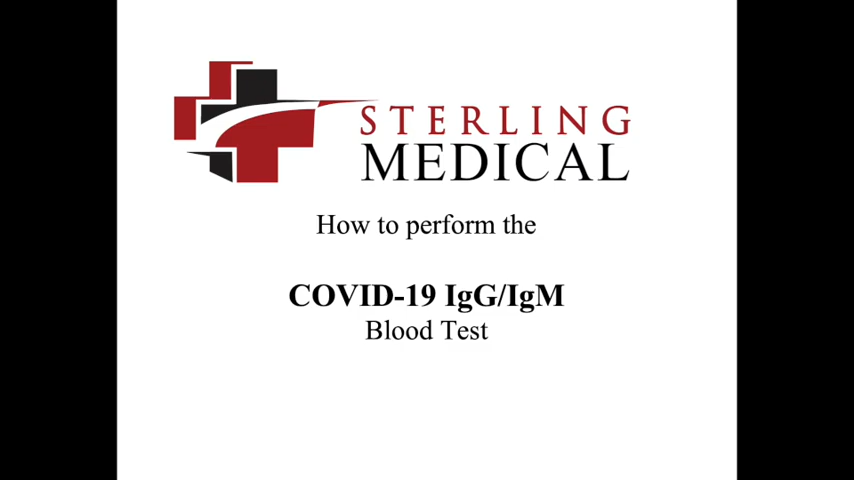 STERLING
MEDICAL
How to perform the
COVID-19 IgG/IgM
Blood Test